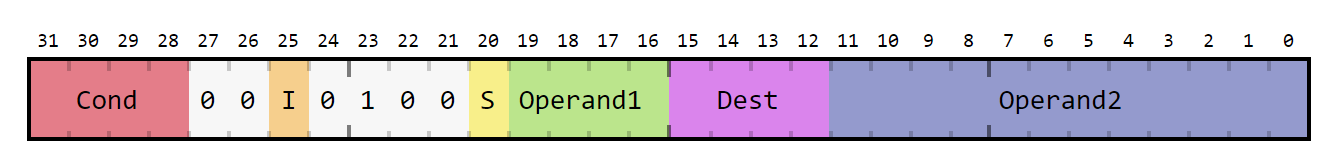 31 30 29 28 27 26 25 24 23 22 21 20 19 18 17 16 15 14 13 12 11 10 9 8 7 6 5 4 3 2 1 0
Cond 0 0 I 0 1 0 0 S Operand1 Dest Operand2